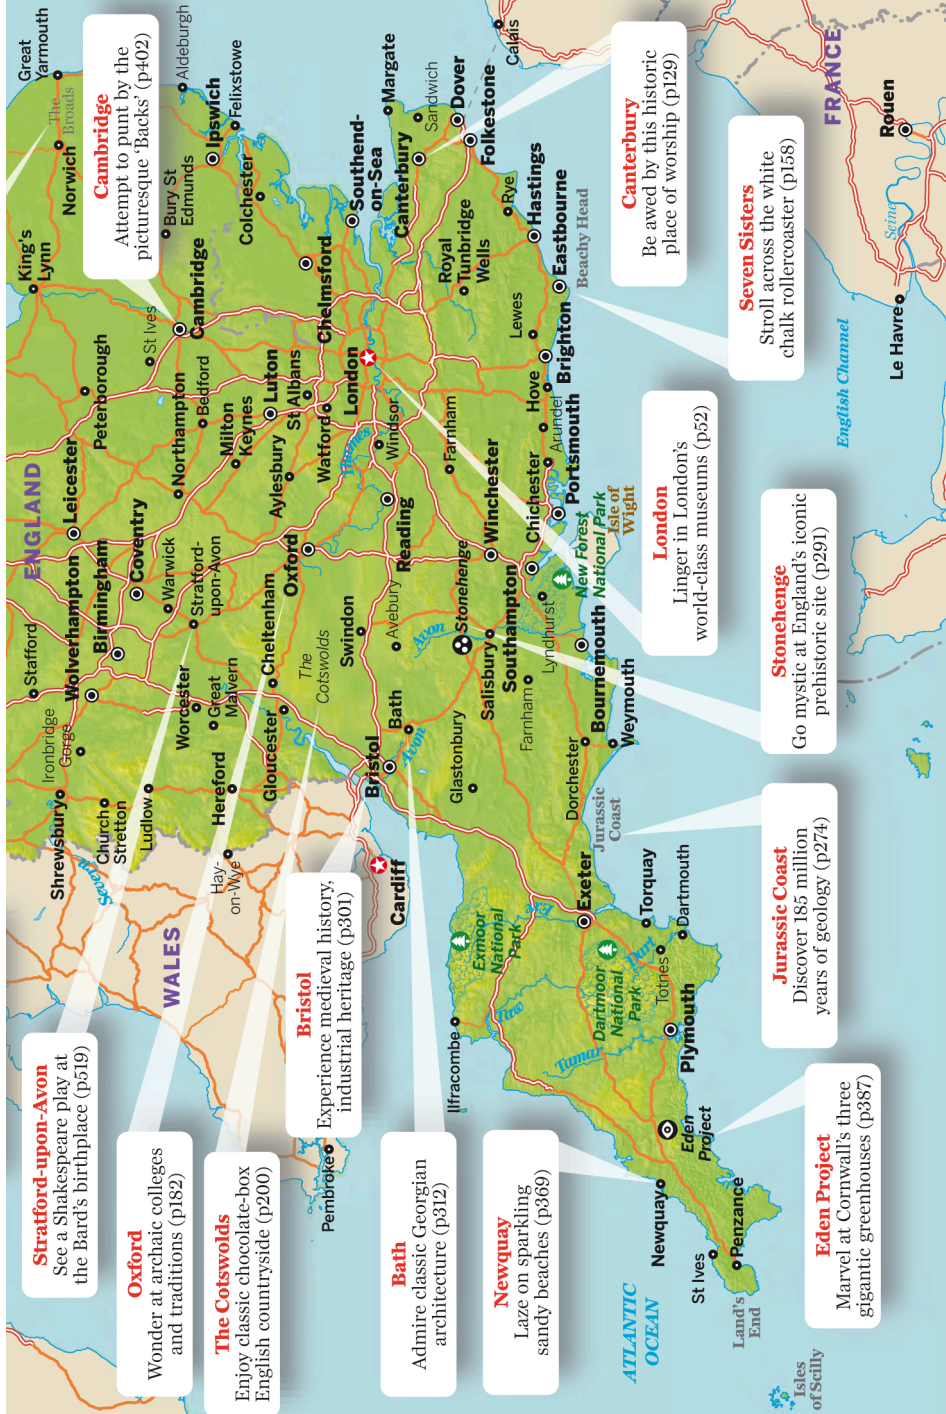 Stratford-upon-Avon
See a Shakespeare play at
the Bard's birthplace (p519)
Oxford
Wonder at archaic colleges
and traditions (p182)
The Cotswolds
Enjoy classic chocolate-box
English countryside (p200)
Bristol
Experience medieval history,
industrial heritage (p301)
Bath
Admire classic Georgian
architecture (p312)
Newquay
Laze on sparkling
sandy beaches (p369)
Eden Project
Marvel at Cornwall's three
gigantic greenhouses (p387)
Jurassic Coast
Discover 185 million
years of geology (p274)
Stonehenge
Go mystic at England's iconic
prehistoric site (p291)
London
Linger in London's
world-class museums (p52)
Seven Sisters
Stroll across the white
chalk rollercoaster (p158)
Canterbury
Be awed by this historic
place of worship (p129)
Cambridge
Attempt to punt by the
picturesque 'Backs' (p402)
ENGLAND
WALES
FRANCE
ATLANTIC
OCEAN
English Channel
Stafford
Shrewsbury
Ironbridge
Gorge
Wolverhampton
Birmingham
Leicester
Coventry
Peterborough
King's
Lynn
Norwich
The
Broads
Great
Yarmouth
Church
Stretton
Ludlow
Severn
Worcester
Great
Malvern
Warwick
Stratford-
upon-Avon
Northampton
Bedford
St Ives
Cambridge
Bury St
Edmunds
Ipswich
Aldeburgh
Felixstowe
Hereford
Hay-
on-Wye
Gloucester
Cheltenham
The
Cotswolds
Oxford
Milton
Keynes
Aylesbury
Luton
St Albans
Watford
Chelmsford
Colchester
Southend-
on-Sea
Pembroke
Cardiff
Bristol
Bath
Avon
Swindon
Avebury
Reading
Thames
Windsor
London
Canterbury
Margate
Sandwich
Dover
Folkestone
Calais
Ilfracombe
Exmoor
National
Park
Glastonbury
Avon
Stonehenge
Salisbury
Farnham
Winchester
Farnham
Royal
Tunbridge
Wells
Rye
Hastings
Eastbourne
Beachy Head
Lewes
Brighton
Hove
Arundel
Chichester
Portsmouth
Southampton
Lyndhurst
New Forest
National Park
Isle of
Wight
Bournemouth
Weymouth
Dorchester
Jurassic
Coast
Exeter
Exe
Taw
Tamar
Dartmoor
National
Park
Dart
Torquay
Totnes
Dartmouth
Plymouth
Eden
Project
Newquay
St Ives
Penzance
Land's
End
Isles
of Scilly
Le Havre
Seine
Rouen